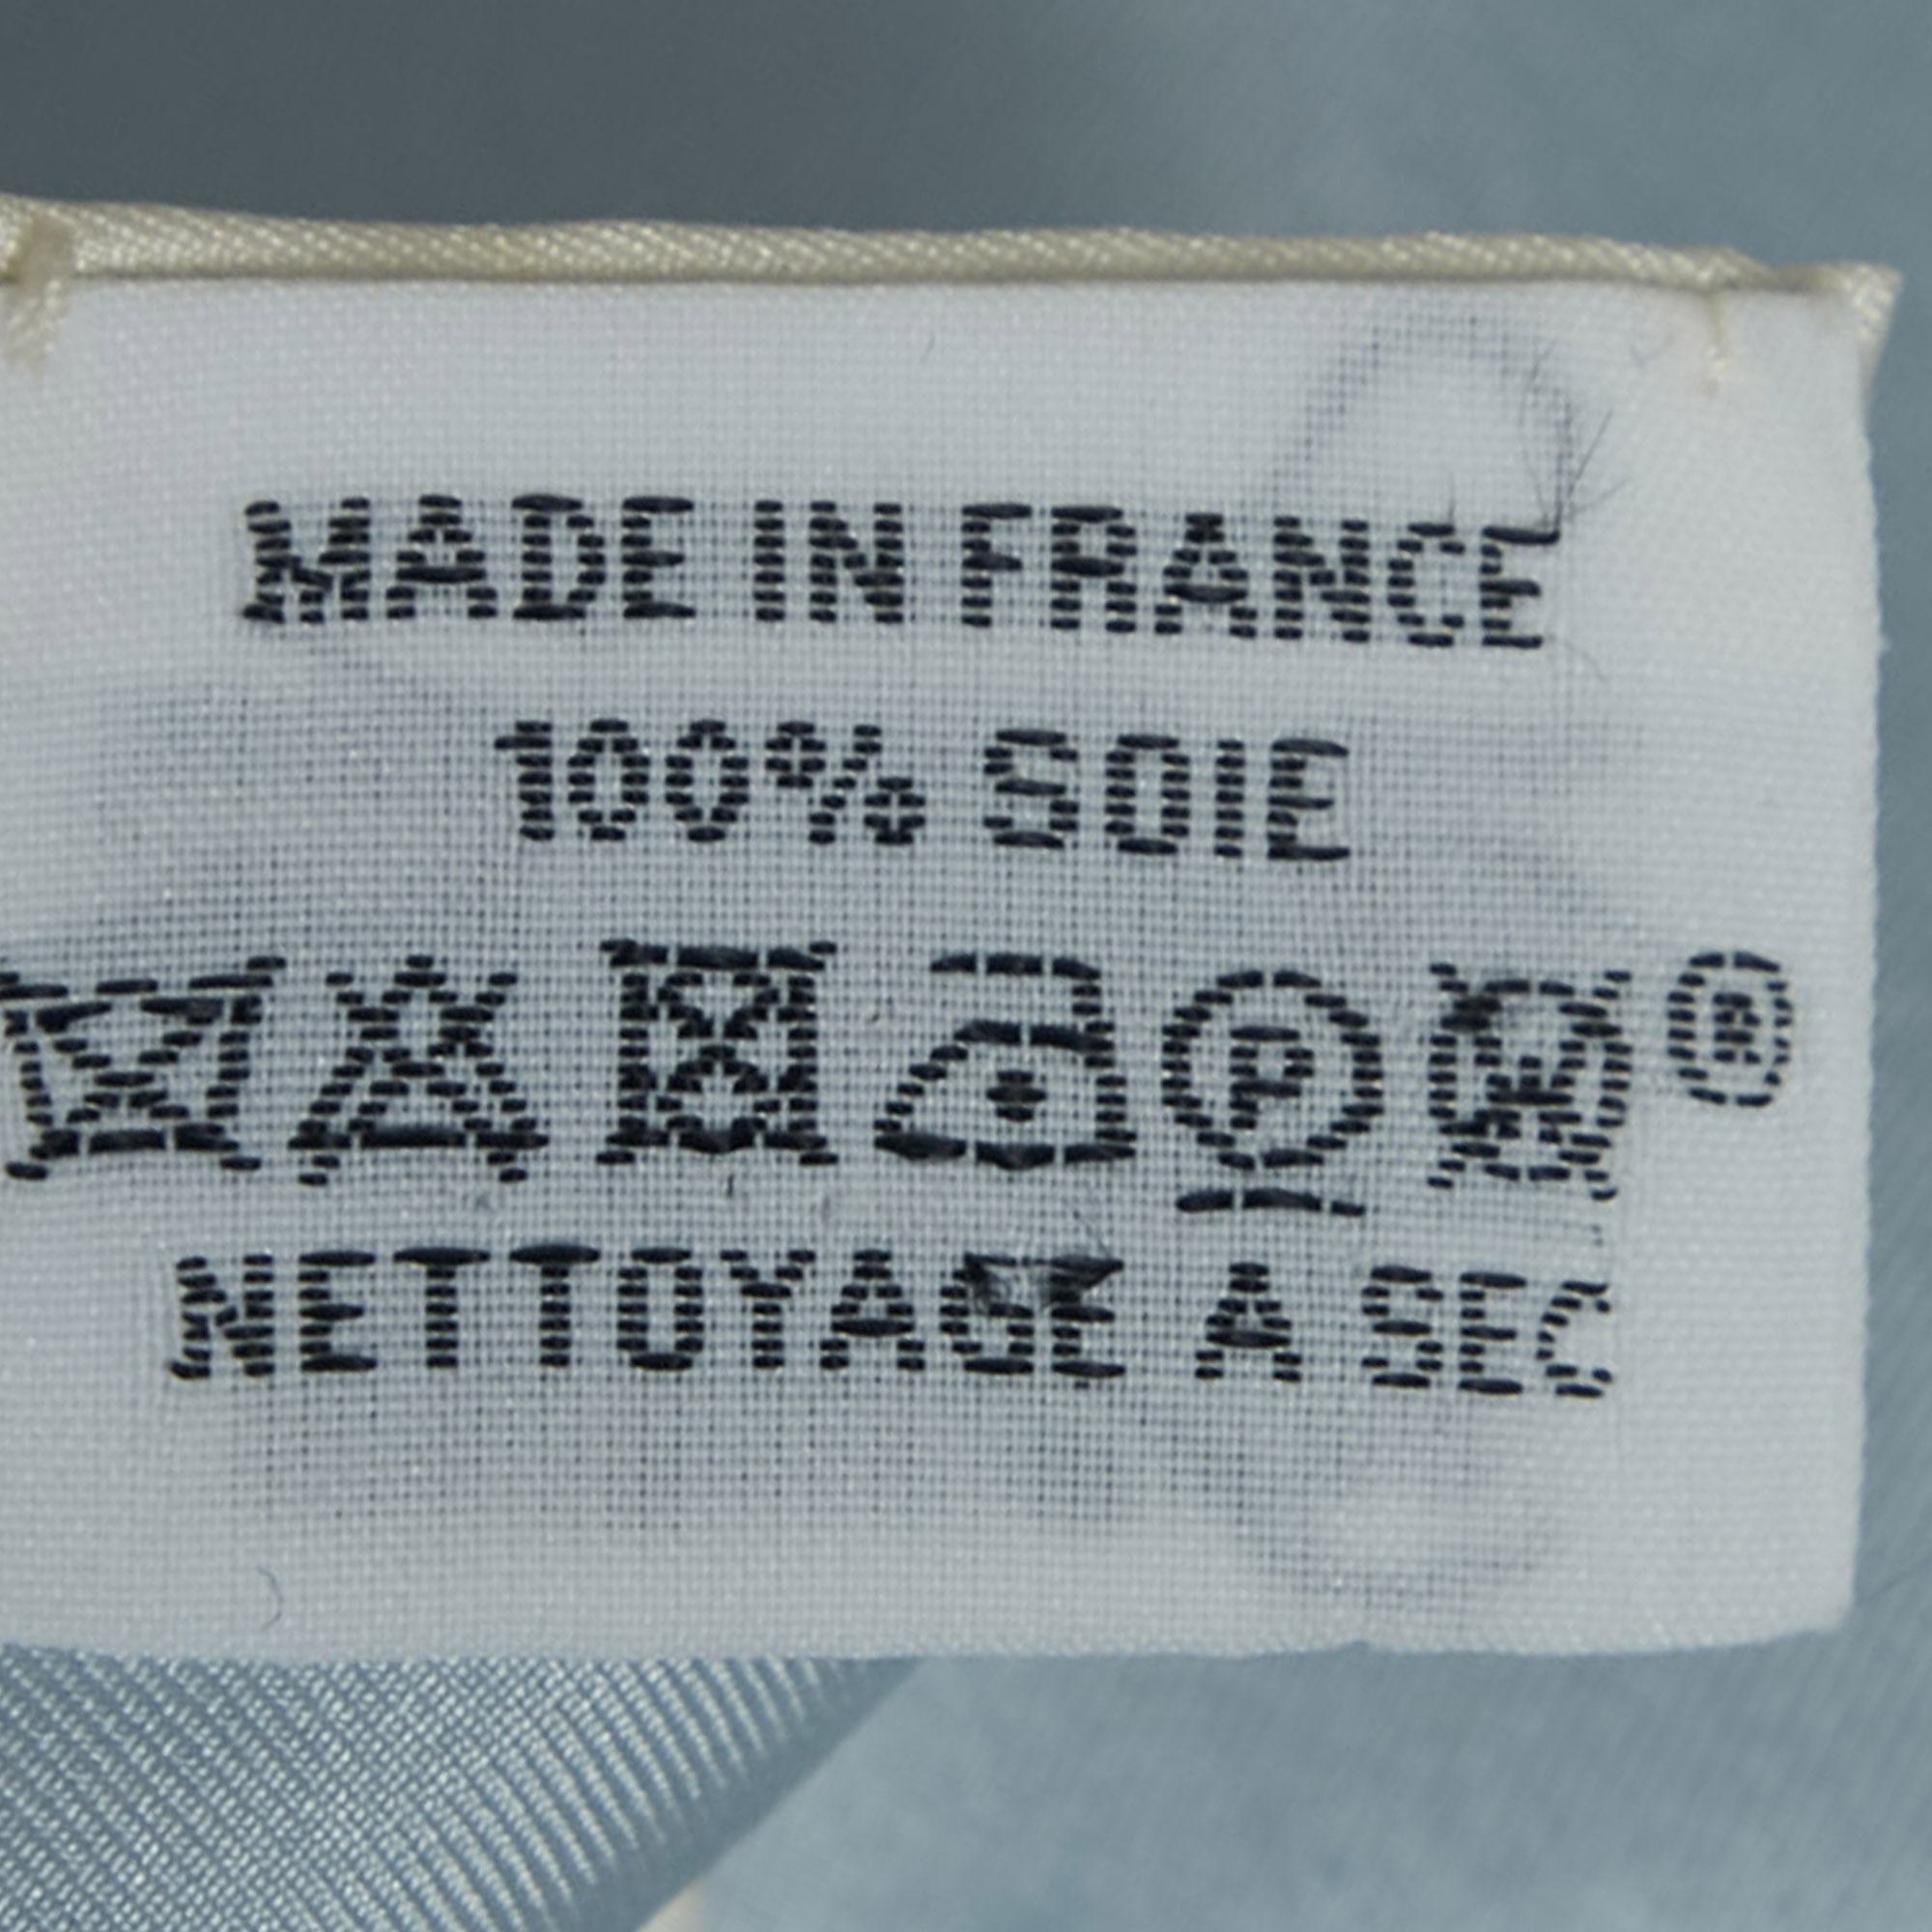 MADE IN FRANCE
100% SOIE
P W ®
NETTOYAGE A SEC